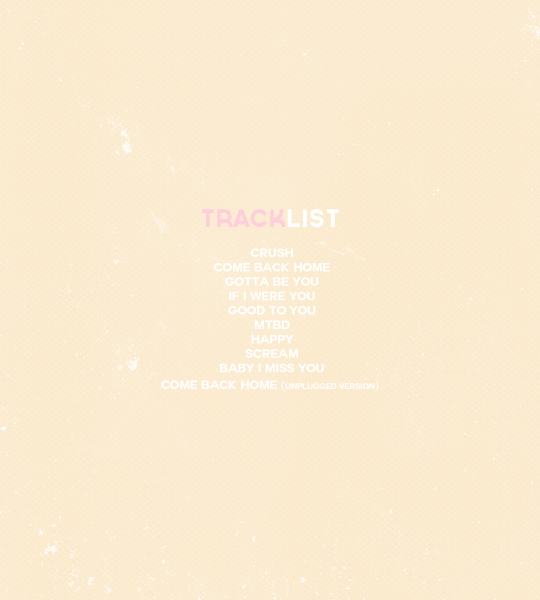 TRACKLIST
CRUSH
COME BACK HOME
GOTTA BE YOU
IF I WERE YOU
GOOD TO YOU
MTBD
HAPPY
SCREAM
BABY I MISS YOU
COME BACK HOME (UNPLUGGED VERSION)